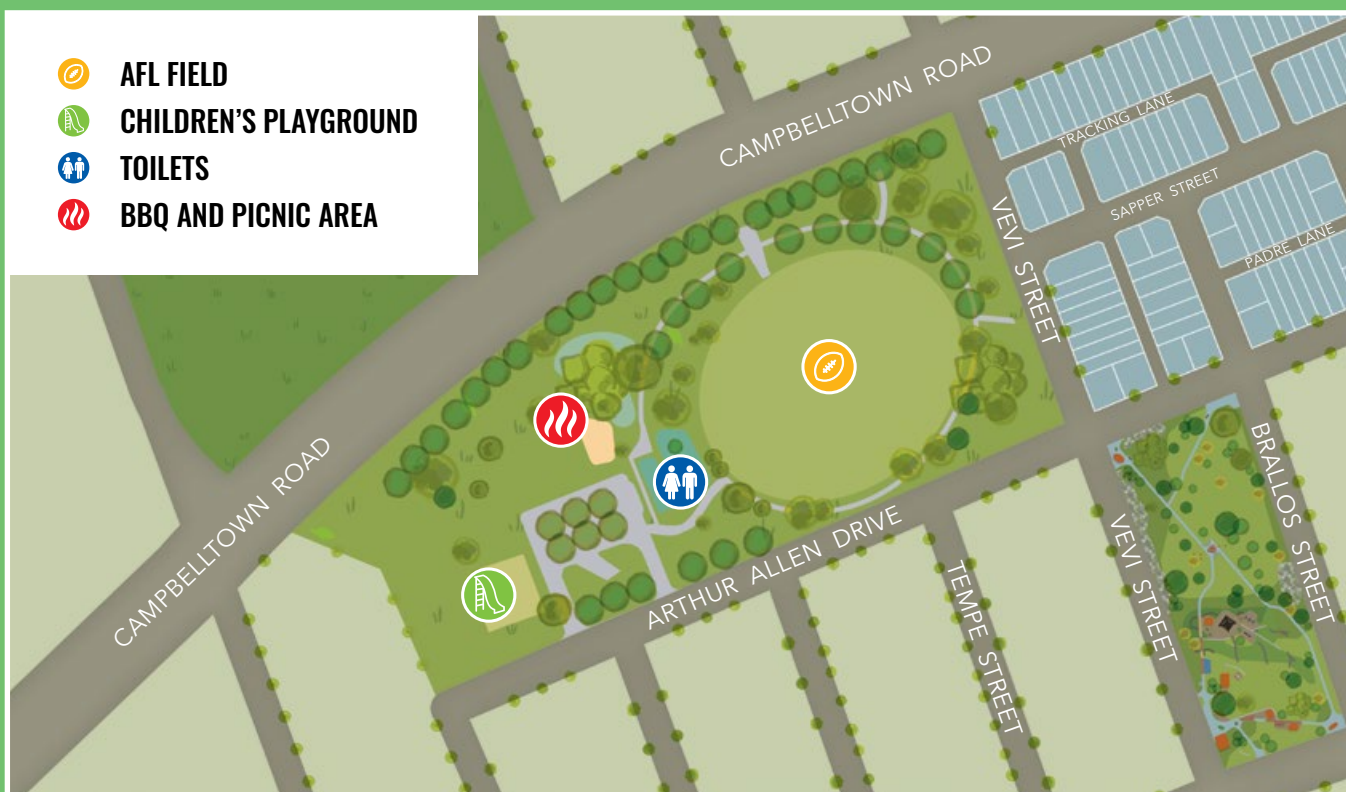 AFL FIELD
CHILDREN'S PLAYGROUND
TOILETS
BBQ AND PICNIC AREA
CAMPBELLTOWN ROAD
TRACKING LANE
SAPPER STREET
PADRE LANE
VEVI STREET
CAMPBELLTOWN ROAD
ARTHUR ALLEN DRIVE
TEMPE STREET
VEVI STREET
BRALLOS STREET